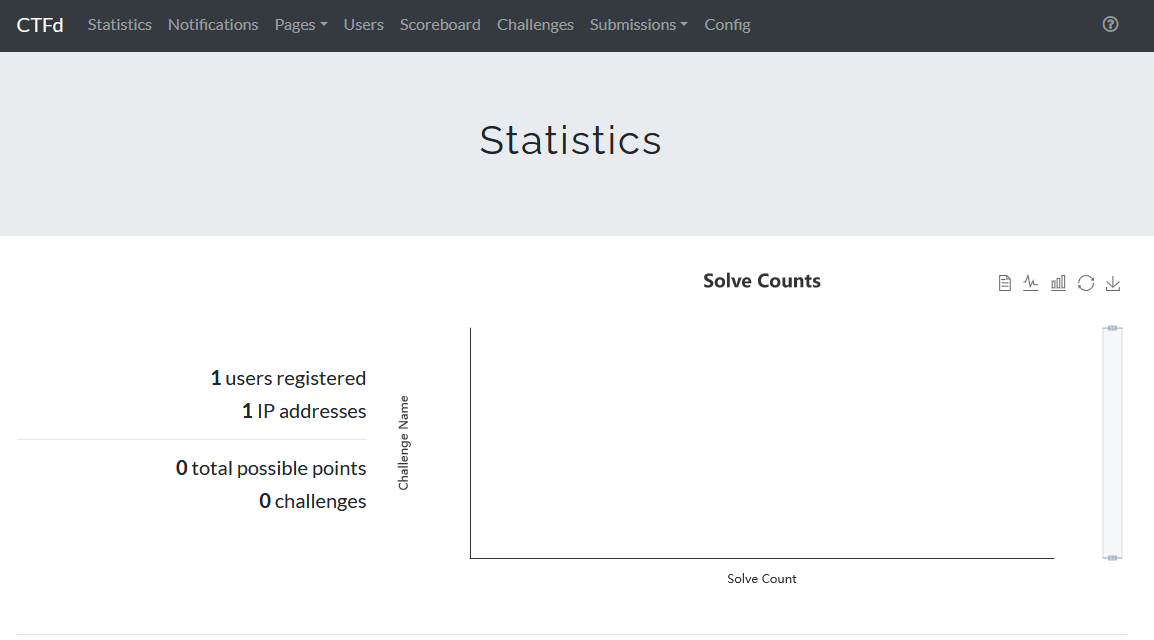 CTFd Statistics Notifications Pages Users Scoreboard Challenges Submissions Config
Statistics
Solve Counts
1 users registered
1 IP addresses
0 total possible points
0 challenges
Challenge Name
Solve Count